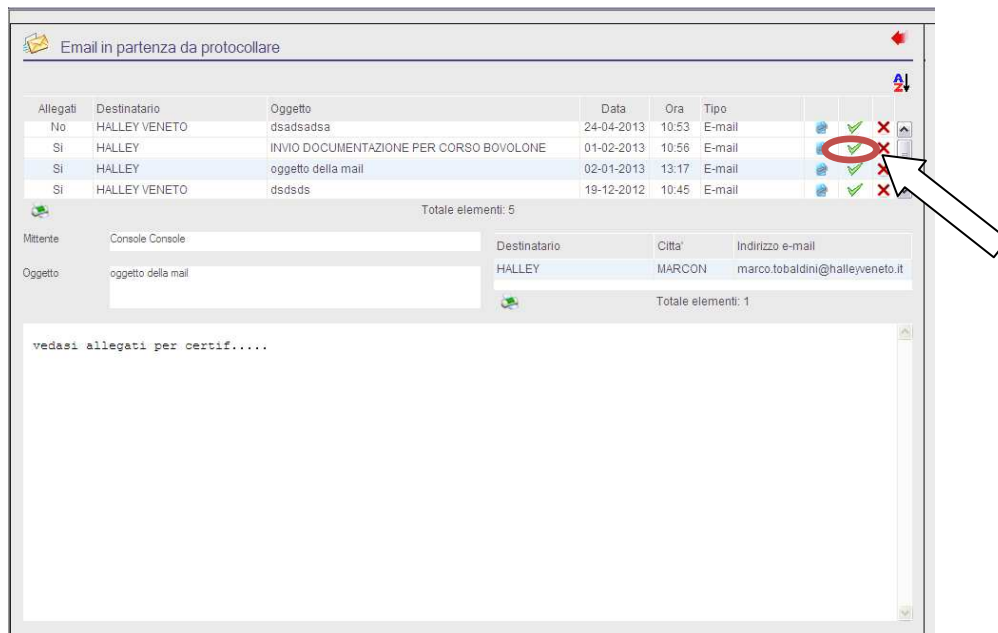 Email in partenza da protocollare
Allegati Destinatario Oggetto Data Ora Tipo
No HALLEY VENETO dsadsadsa 24-04-2013 10:53 E-mail
Si HALLEY INVIO DOCUMENTAZIONE PER CORSO BOVOLONE 01-02-2013 10:56 E-mail
Si HALLEY oggetto della mail 02-01-2013 13:17 E-mail
Si HALLEY VENETO dsdsds 19-12-2012 10:45 E-mail
Totale elementi: 5
Mittente Console Console
Oggetto oggetto della mail
Destinatario Citta' Indirizzo e-mail
HALLEY MARCON marco.tobaldini@halleyveneto.it
Totale elementi: 1
vedasi allegati per certif.....